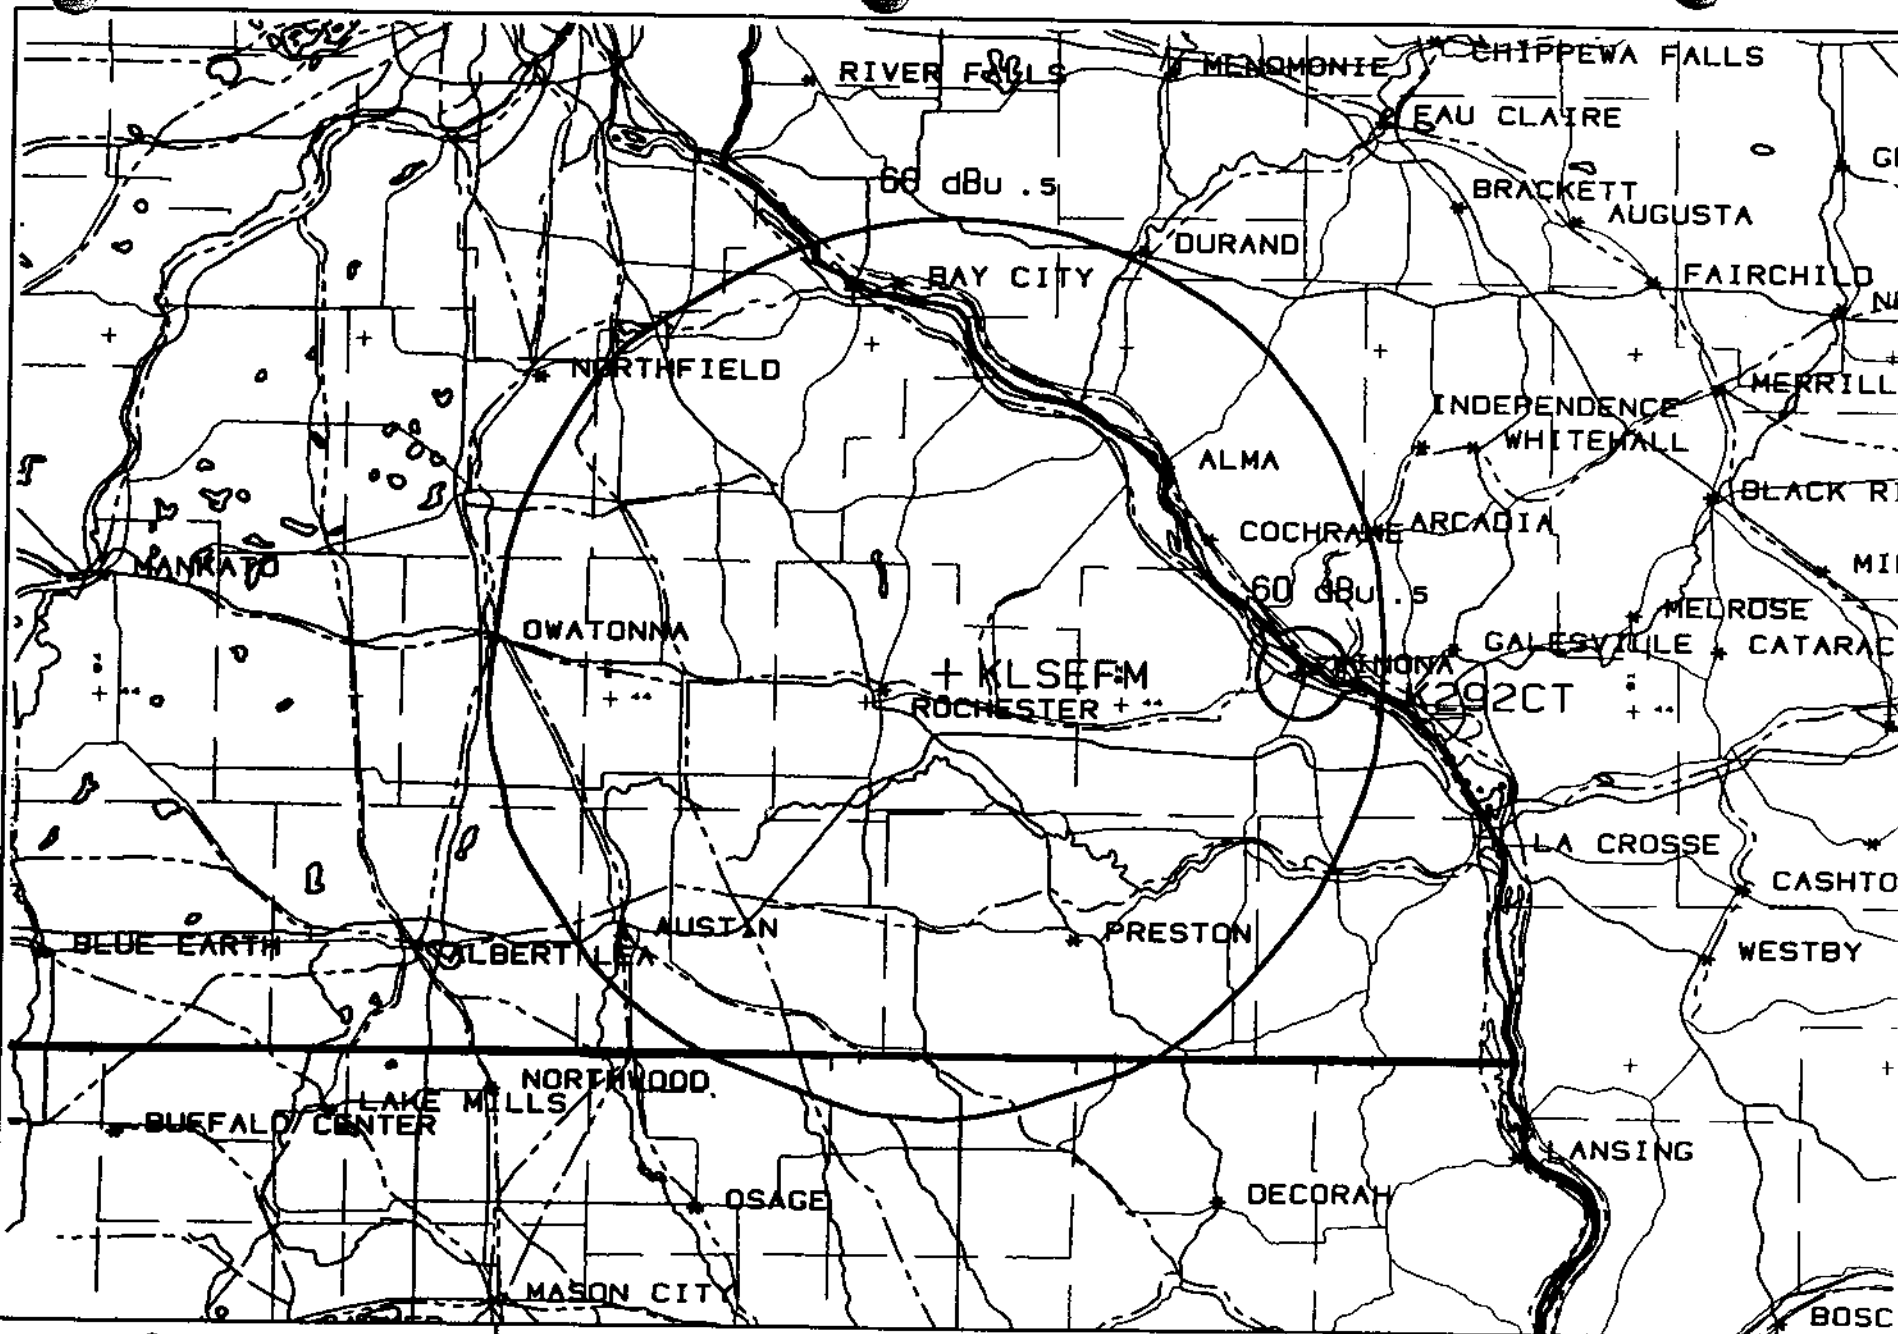 RIVER FALLS
MENOMONIE
CHIPPEWA FALLS
EAU CLAIRE
60 dBu .5
BRACKETT
AUGUSTA
DURAND
BAY CITY
FAIRCHILD
NORTHFIELD
MERRILL
INDEPENDENCE
WHITEHALL
ALMA
BLACK RI
COCHRANE
ARCADIA
MANKATO
60 dBu .5
MELROSE
OWATONNA
GALESVILLE
CATARAC
WINONA
KLSEFM
K292CT
ROCHESTER
LA CROSSE
CASHTO
AUSTIN
PRESTON
BLUE EARTH
ALBERT LEA
WESTBY
NORTHWOOD
LAKE MILLS
BUFFALO CENTER
LANSING
OSAGE
DECORAH
MASON CITY
BOSC